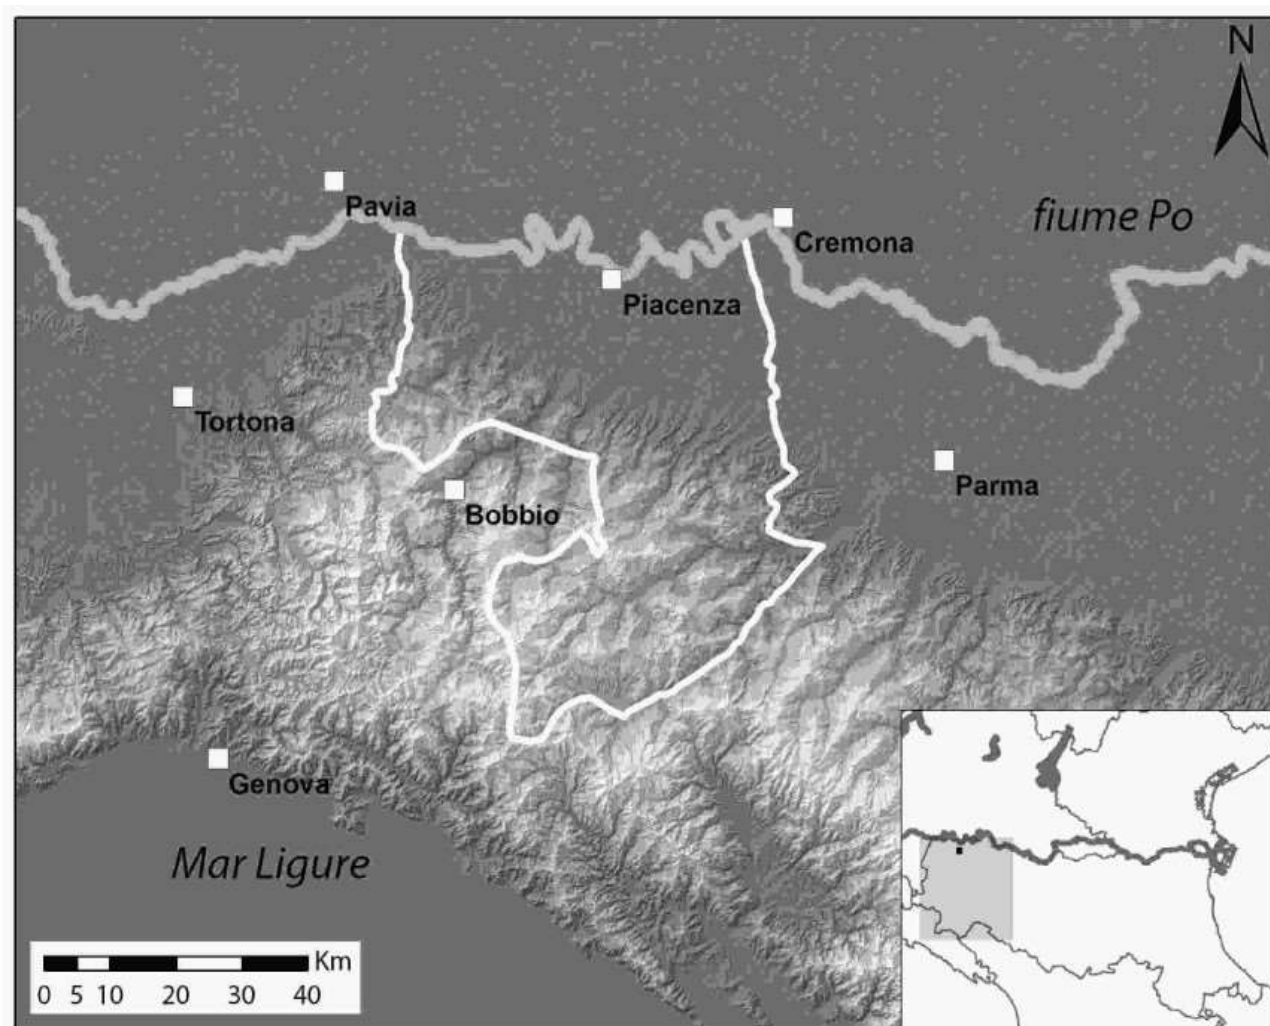 N
Pavia
fiume Po
Cremona
Piacenza
Tortona
Parma
Bobbio
Genova
Mar Ligure
Km
0 5 10 20 30 40